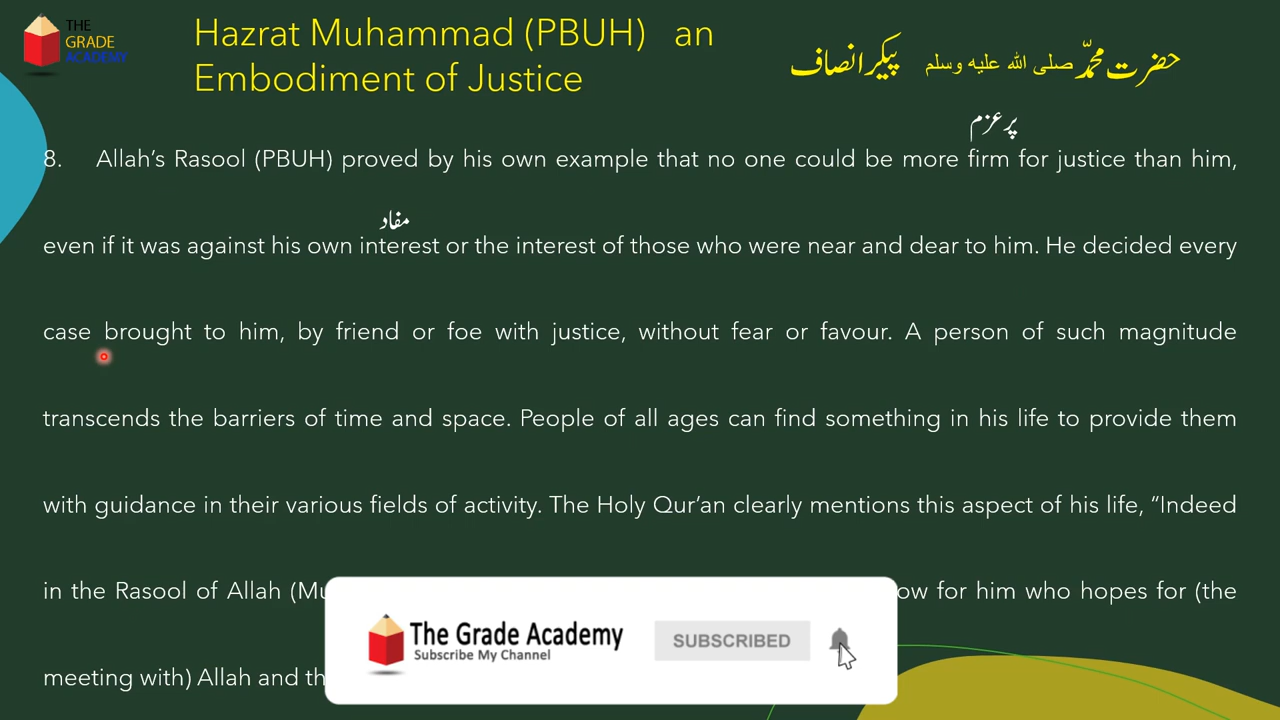 THE
GRADE
ACADEMY
Hazrat Muhammad (PBUH) an
Embodiment of Justice
حضرت محمدّ صلی الله علیه وسلم پیکر انصاف
پر عزم
8. Allah’s Rasool (PBUH) proved by his own example that no one could be more firm for justice than him,
مفاد
even if it was against his own interest or the interest of those who were near and dear to him. He decided every
case brought to him, by friend or foe with justice, without fear or favour. A person of such magnitude
transcends the barriers of time and space. People of all ages can find something in his life to provide them
with guidance in their various fields of activity. The Holy Qur’an clearly mentions this aspect of his life, “Indeed
in the Rasool of Allah (Mu ow for him who hopes for (the
meeting with) Allah and th
The Grade Academy
Subscribe My Channel
SUBSCRIBED